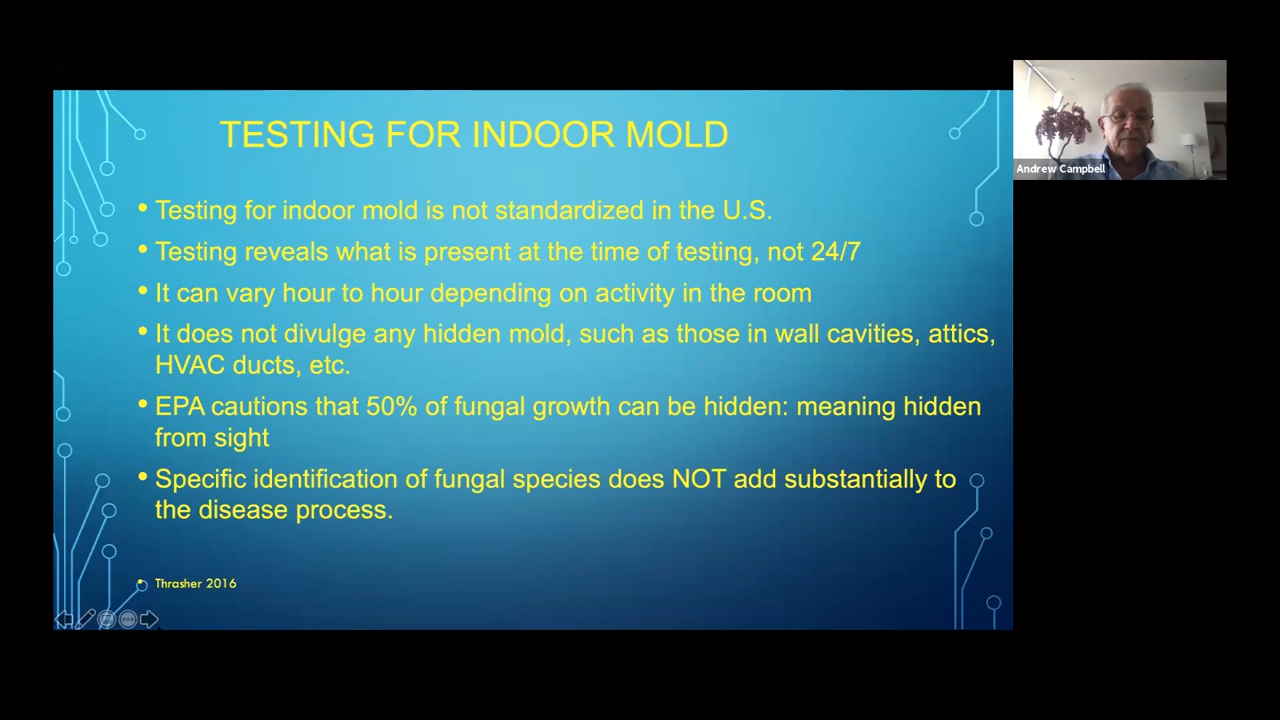 TESTING FOR INDOOR MOLD
• Testing for indoor mold is not standardized in the U.S.
• Testing reveals what is present at the time of testing, not 24/7
• It can vary hour to hour depending on activity in the room
• It does not divulge any hidden mold, such as those in wall cavities, attics,
HVAC ducts, etc.
• EPA cautions that 50% of fungal growth can be hidden: meaning hidden
from sight
• Specific identification of fungal species does NOT add substantially to
the disease process.
• Thrasher 2016
Andrew Campbell